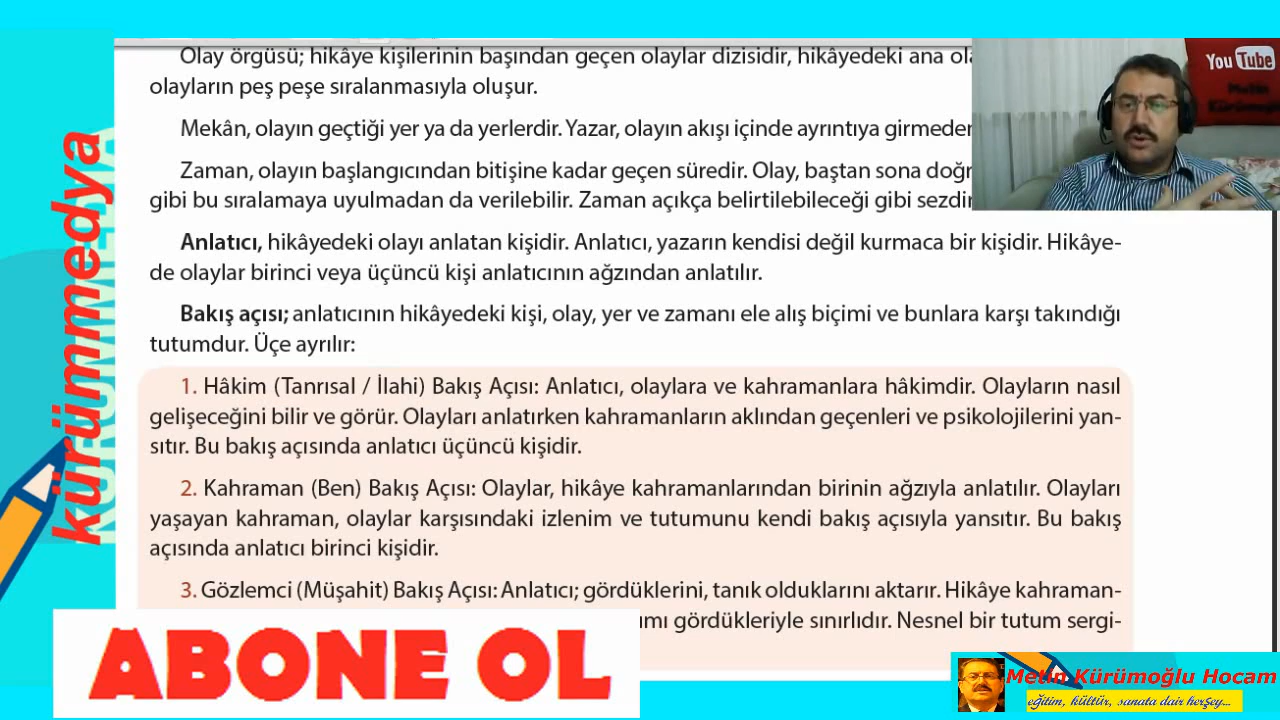 Olay örgüsü; hikâye kişilerinin başından geçen olaylar dizisidir, hikâyedeki ana
olayların peş peşe sıralanmasıyla oluşur.
Mekân, olayın geçtiği yer ya da yerlerdir. Yazar, olayın akışı içinde ayrıntıya
Zaman, olayın başlangıcından bitişine kadar geçen süredir. Olay, baştan sona
gibi bu sıralamaya uyulmadan da verilebilir. Zaman açıkça belirtilebileceği gibi
Anlatıcı, hikâyedeki olayı anlatan kişidir. Anlatıcı, yazarın kendisi değil kurmaca bir kişidir. Hikâye-
de olaylar birinci veya üçüncü kişi anlatıcının ağzından anlatılır.
Bakış açısı; anlatıcının hikâyedeki kişi, olay, yer ve zamanı ele alış biçimi ve bunlara karşı takındığı
tutumdur. Üçe ayrılır:
1. Hâkim (Tanrısal / İlahi) Bakış Açısı: Anlatıcı, olaylara ve kahramanlara hâkimdir. Olayların nasıl
gelişeceğini bilir ve görür. Olayları anlatırken kahramanların aklından geçenleri ve psikolojilerini yan-
sıtır. Bu bakış açısında anlatıcı üçüncü kişidir.
2. Kahraman (Ben) Bakış Açısı: Olaylar, hikâye kahramanlarından birinin ağzıyla anlatılır. Olayları
yaşayan kahraman, olaylar karşısındaki izlenim ve tutumunu kendi bakış açısıyla yansıtır. Bu bakış
açısında anlatıcı birinci kişidir.
3. Gözlemci (Müşahit) Bakış Açısı: Anlatıcı; gördüklerini, tanık olduklarını aktarır. Hikâye kahraman-
gördükleriyle sınırlıdır. Nesnel bir tutum sergi-
kürümmedya
ABONE OL
You Tube
Metin
Metin Kürümoğlu Hocam
eğitim, kültür, sanata dair herşey...